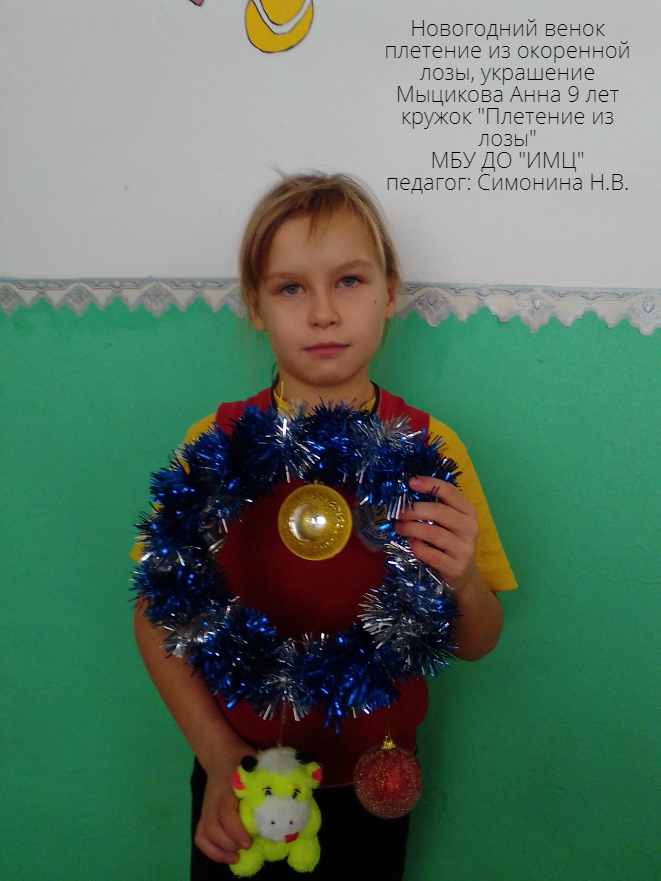 Новогодний венок
плетение из окоренной
лозы, украшение
Мыцикова Анна 9 лет
кружок "Плетение из
лозы"
МБУ ДО "ИМЦ"
педагог: Симонина Н.В.